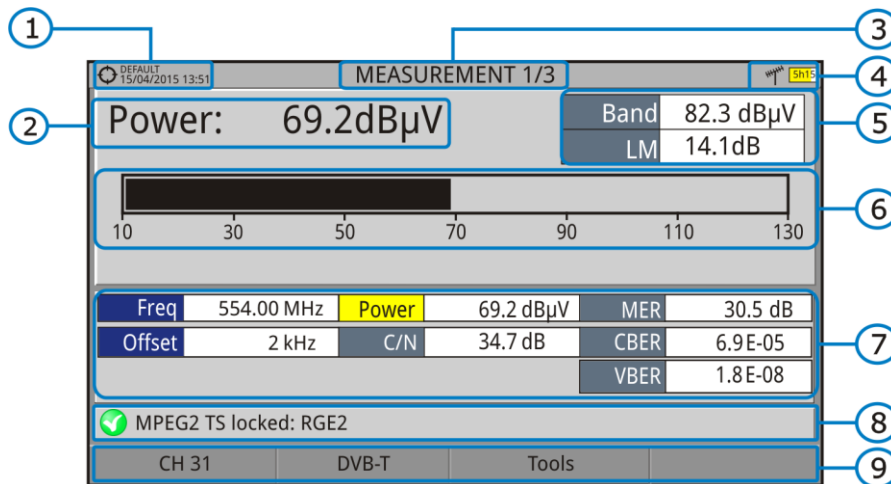 1
3
DEFAULT
15/04/2015 13:51
MEASUREMENT 1/3
5h15
4
2
Power: 69.2dBµV
Band 82.3 dBµV
LM 14.1dB
5
6
10 30 50 70 90 110 130
Freq 554.00 MHz Power 69.2 dBµV MER 30.5 dB
Offset 2 kHz C/N 34.7 dB CBER 6.9E-05
VBER 1.8E-08
7
MPEG2 TS locked: RGE2
8
CH 31 DVB-T Tools
9